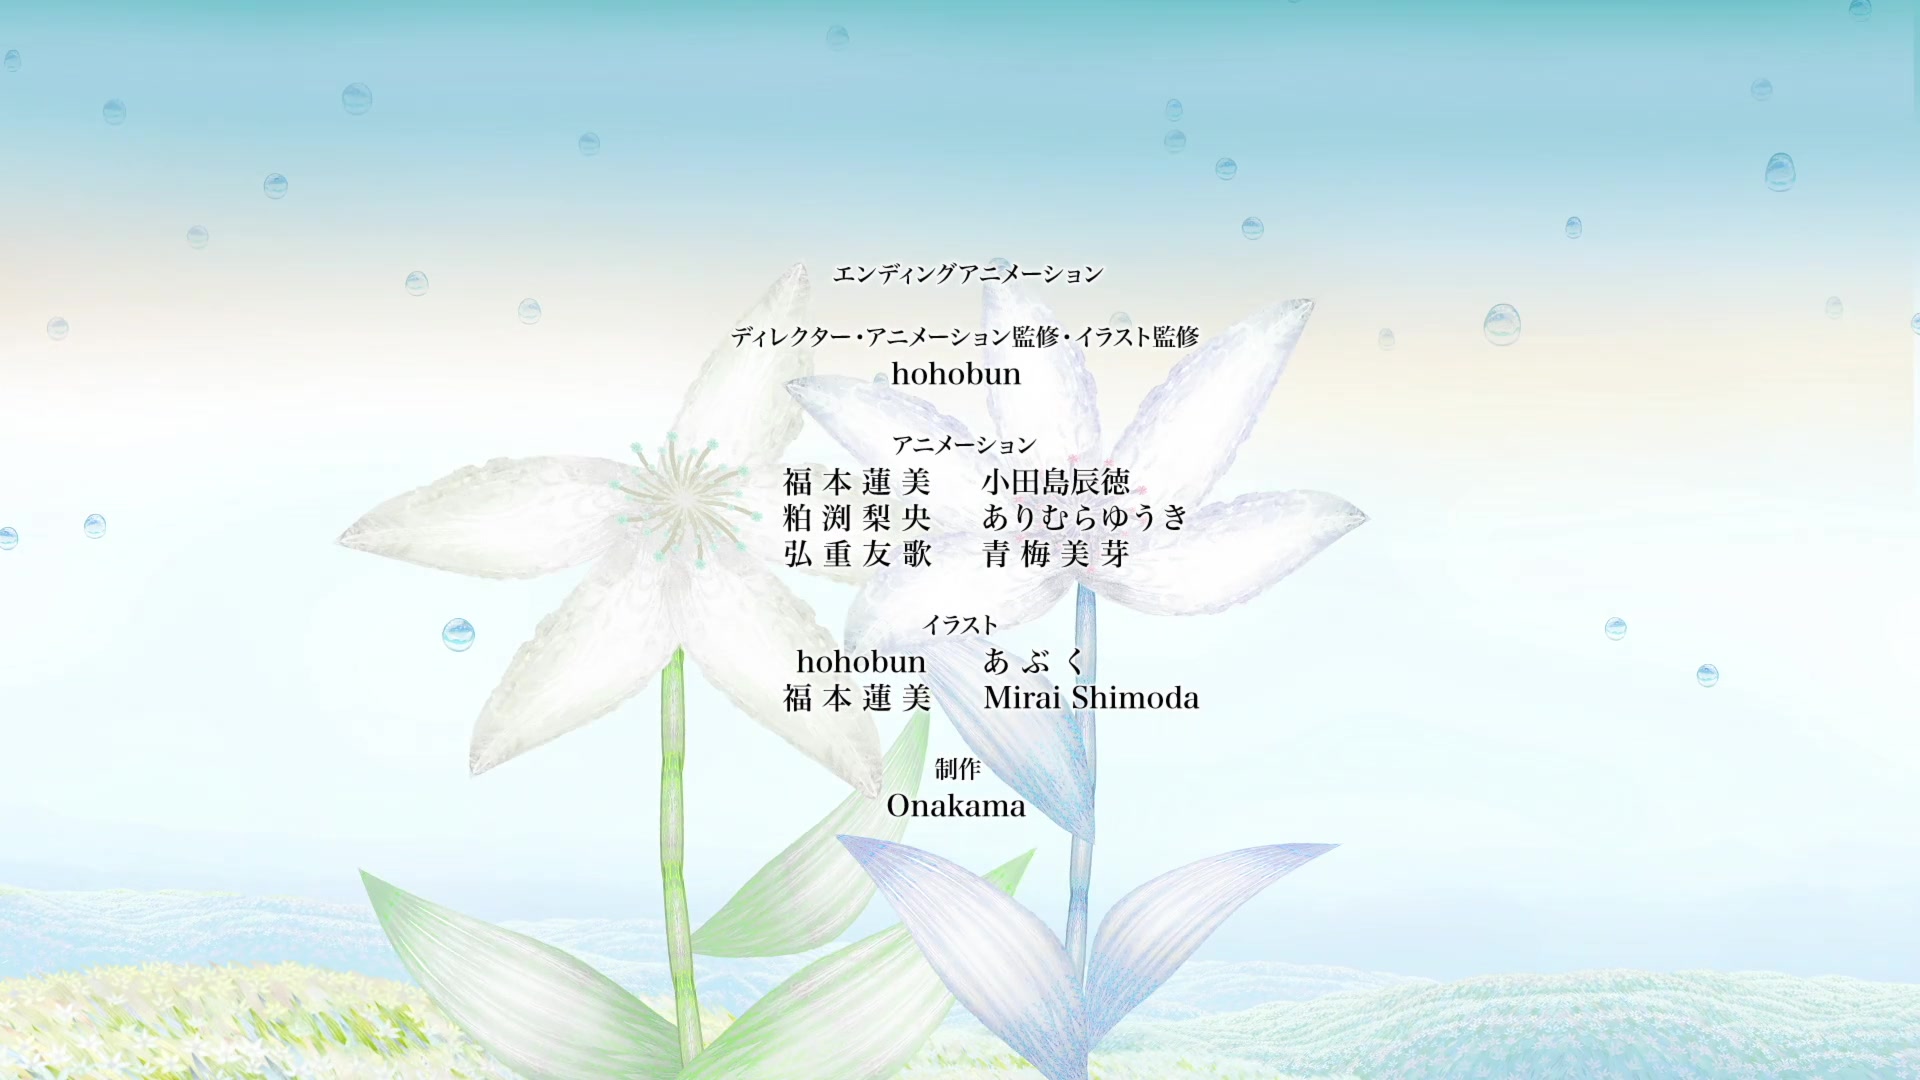 エンディングアニメーション
ディレクター・アニメーション監修・イラスト監修
hohobun
アニメーション
福本蓮美 小田島辰徳
粕渕梨央 ありむらゆうき
弘重友歌 青梅美芽
イラスト
hohobun あぶく
福本蓮美 Mirai Shimoda
制作
Onakama